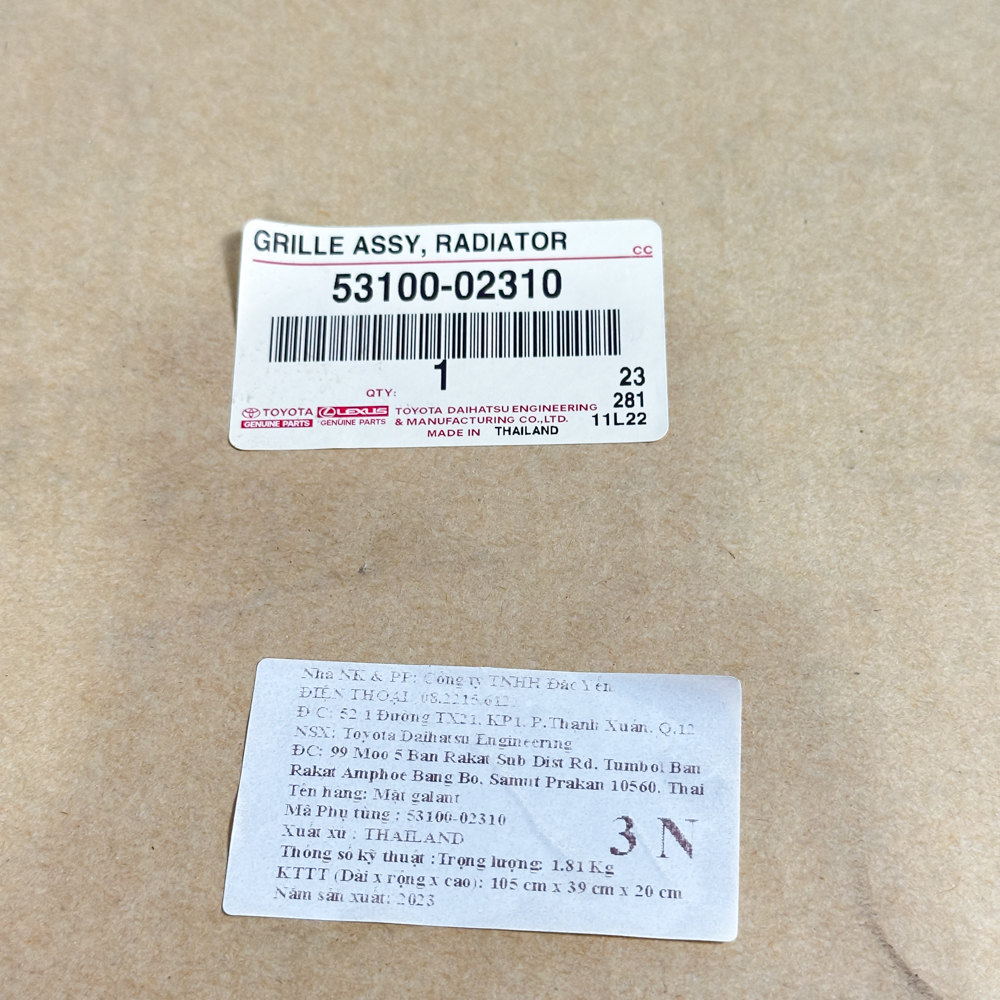 GRILLE ASSY, RADIATOR
CC
53100-02310
1
QTY:
23
281
11L22
TOYOTA
GENUINE PARTS
LEXUS
GENUINE PARTS
TOYOTA DAIHATSU ENGINEERING
& MANUFACTURING CO.,LTD.
MADE IN THAILAND
Nhà NK & PP: Công ty TNHH Đắc Yến
ĐIỆN THOẠI: 08.2215.612
Đ/C: 52/1 Đường TX21, KP1, P.Thạnh Xuân, Q.12
NSX: Toyota Daihatsu Engineering
ĐC: 99 Moo 5 Ban Rakat Sub Dist Rd. Tumbol Ban
Rakat Amphoe Bang Bo, Samut Prakan 10560, Thai
Tên hàng: Mặt galant
Mã Phụ tùng : 53100-02310
Xuất xứ : THAILAND
3 N
Thông số kỹ thuật :Trọng lượng: 1.81 Kg
KTTT (Dài x rộng x cao): 105 cm x 39 cm x 20 cm
Năm sản xuất: 2023